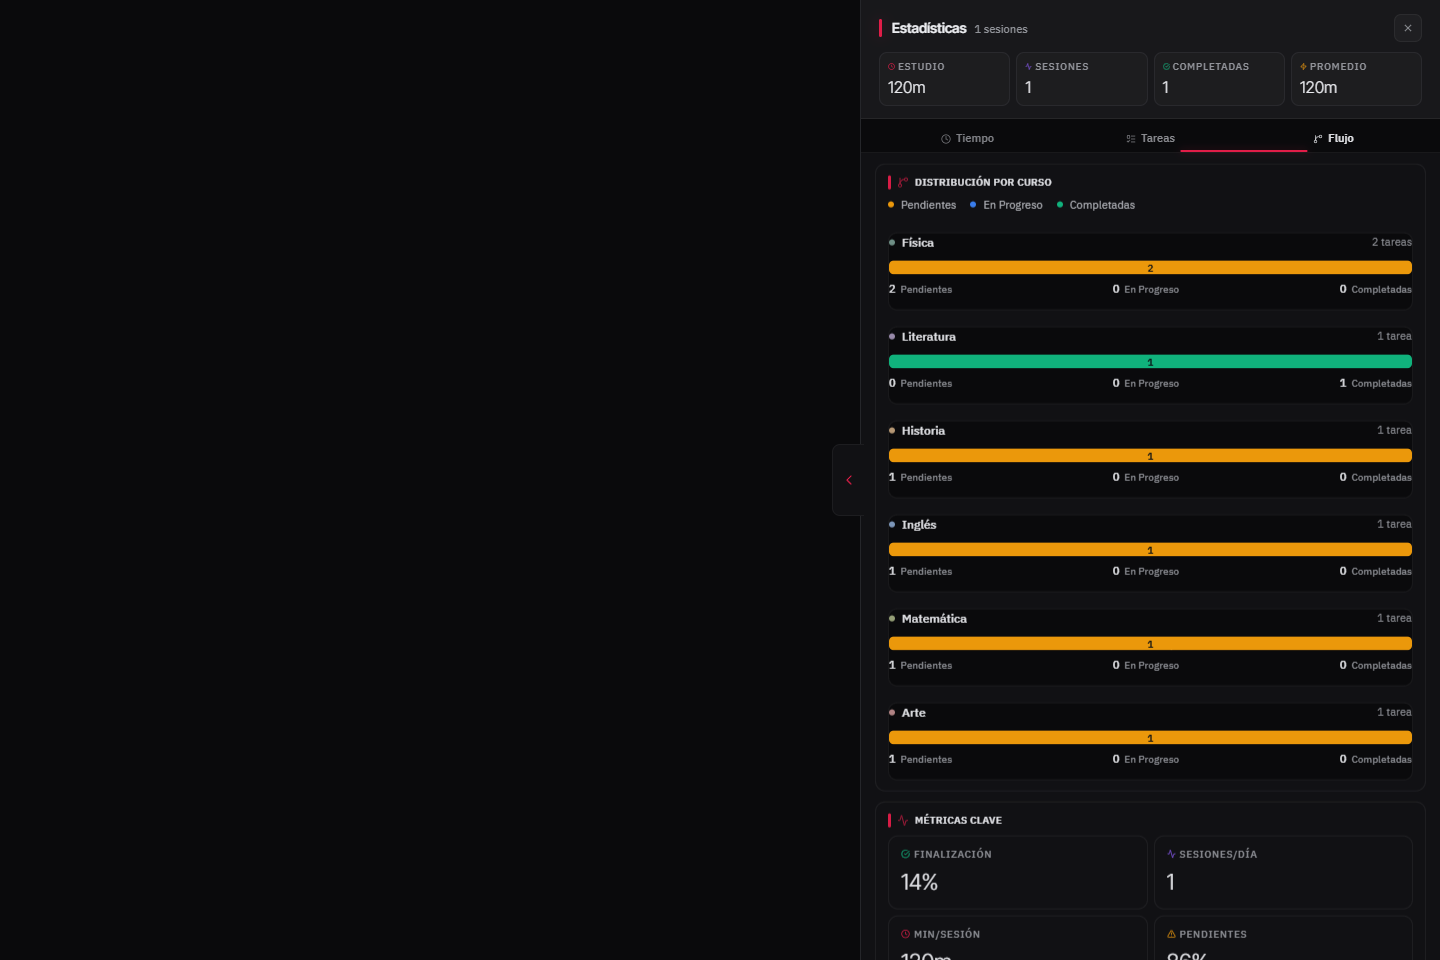 Estadísticas 1 sesiones
ESTUDIO SESIONES COMPLETADAS PROMEDIO
120m 1 1 120m
Tiempo Tareas Flujo
DISTRIBUCIÓN POR CURSO
Pendientes En Progreso Completadas
Física 2 tareas
2
2 Pendientes 0 En Progreso 0 Completadas
Literatura 1 tarea
1
0 Pendientes 0 En Progreso 1 Completadas
Historia 1 tarea
1
1 Pendientes 0 En Progreso 0 Completadas
Inglés 1 tarea
1
1 Pendientes 0 En Progreso 0 Completadas
Matemática 1 tarea
1
1 Pendientes 0 En Progreso 0 Completadas
Arte 1 tarea
1
1 Pendientes 0 En Progreso 0 Completadas
MÉTRICAS CLAVE
FINALIZACIÓN SESIONES/DÍA
14% 1
MIN/SESIÓN PENDIENTES
120m 86%